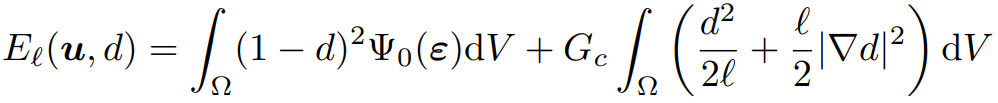 $E_{\ell}(\boldsymbol{u}, d) = \int_{\Omega} (1 - d)^2 \Psi_0(\boldsymbol{\varepsilon}) \mathrm{d}V + G_c \int_{\Omega} \left( \frac{d^2}{2\ell} + \frac{\ell}{2} |\nabla d|^2 \right) \mathrm{d}V$